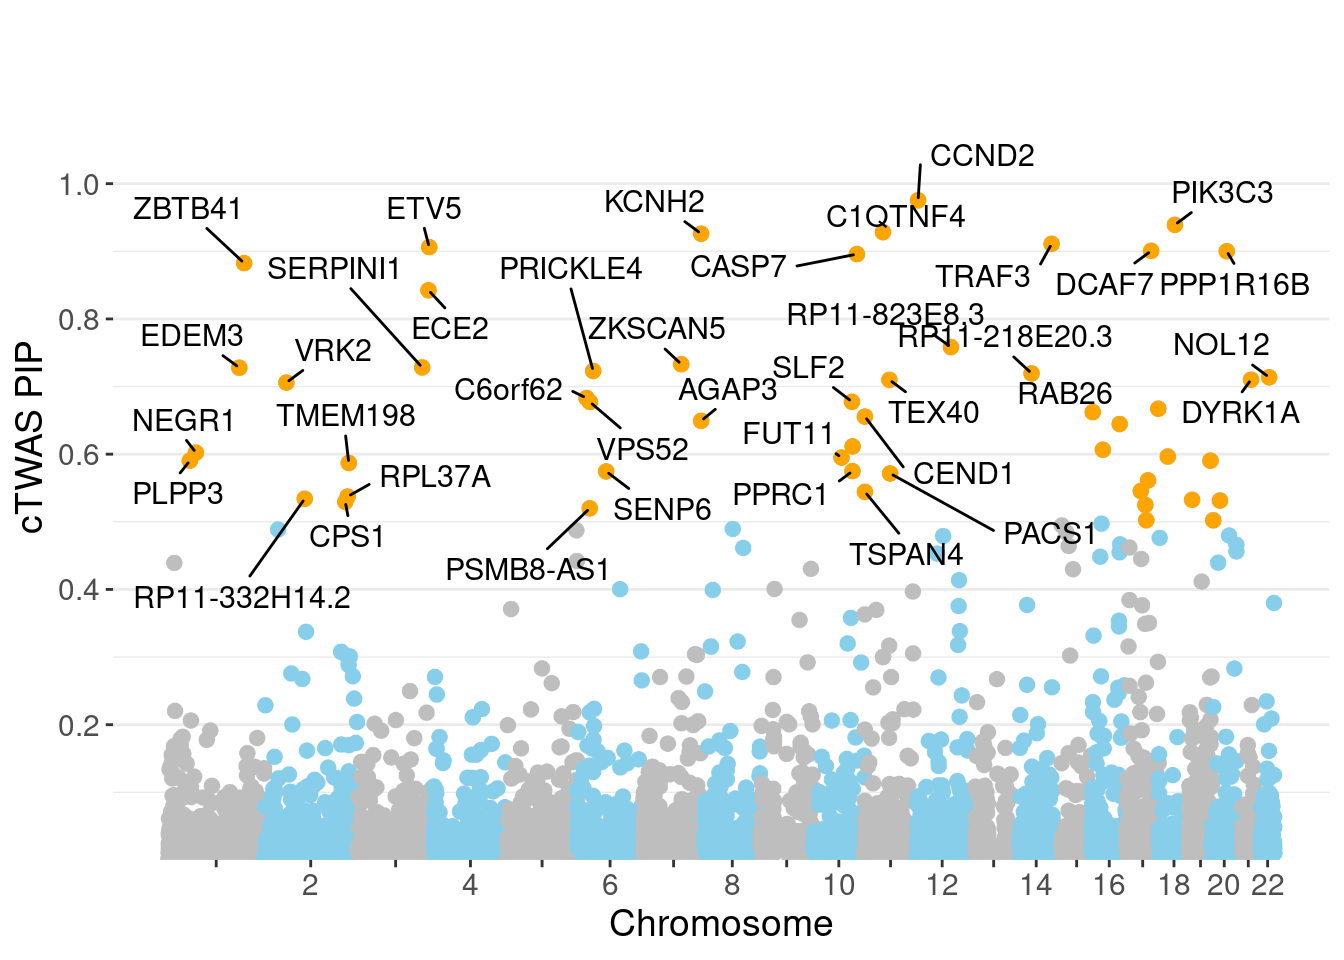 CCND2
1.0
PIK3C3
ZBTB41
ETV5
KCNH2
C1QTNF4
SERPINI1
PRICKLE4
CASP7
TRAF3
DCAF7
PPP1R16B
0.8
EDEM3
ECE2
ZKSCAN5
RP11-823E8.3
RP11-218E20.3
NOL12
VRK2
SLF2
C6orf62
AGAP3
RAB26
NEGR1
TMEM198
TEX40
DYRK1A
0.6
VPS52
FUT11
PLPP3
RPL37A
CEND1
SENP6
PPRC1
CPS1
PACS1
PSMB8-AS1
TSPAN4
0.4
RP11-332H14.2
0.2
cTWAS PIP
2
4
6
8
10
12
14
16
18
20
22
Chromosome